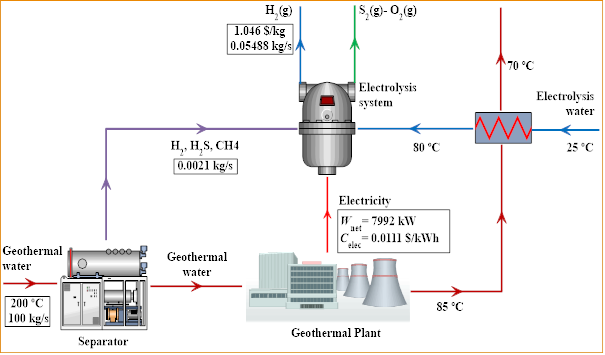 H2(g)
S2(g)- O2(g)
1.046 $/kg
0.05488 kg/s
70 °C
Electrolysis
system
Electrolysis
water
H2, H2S, CH4
0.0021 kg/s
80 °C
25 °C
Electricity
Wnet= 7992 kW
Celec= 0.0111 $/kWh
Geothermal
water
Geothermal
water
200 °C
100 kg/s
85 °C
Geothermal Plant
Separator